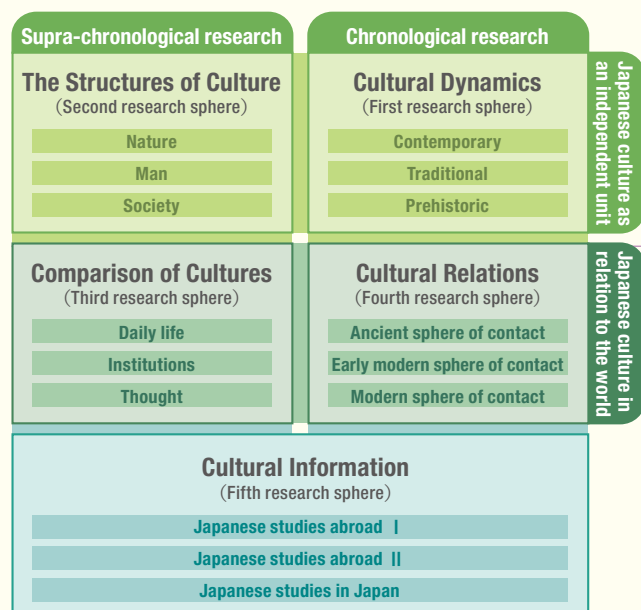 Supra-chronological research
Chronological research
The Structures of Culture
(Second research sphere)
Nature
Man
Society
Cultural Dynamics
(First research sphere)
Contemporary
Traditional
Prehistoric
Japanese culture as
an independent unit
Comparison of Cultures
(Third research sphere)
Daily life
Institutions
Thought
Cultural Relations
(Fourth research sphere)
Ancient sphere of contact
Early modern sphere of contact
Modern sphere of contact
Japanese culture in
relation to the world
Cultural Information
(Fifth research sphere)
Japanese studies abroad Ⅰ
Japanese studies abroad Ⅱ
Japanese studies in Japan